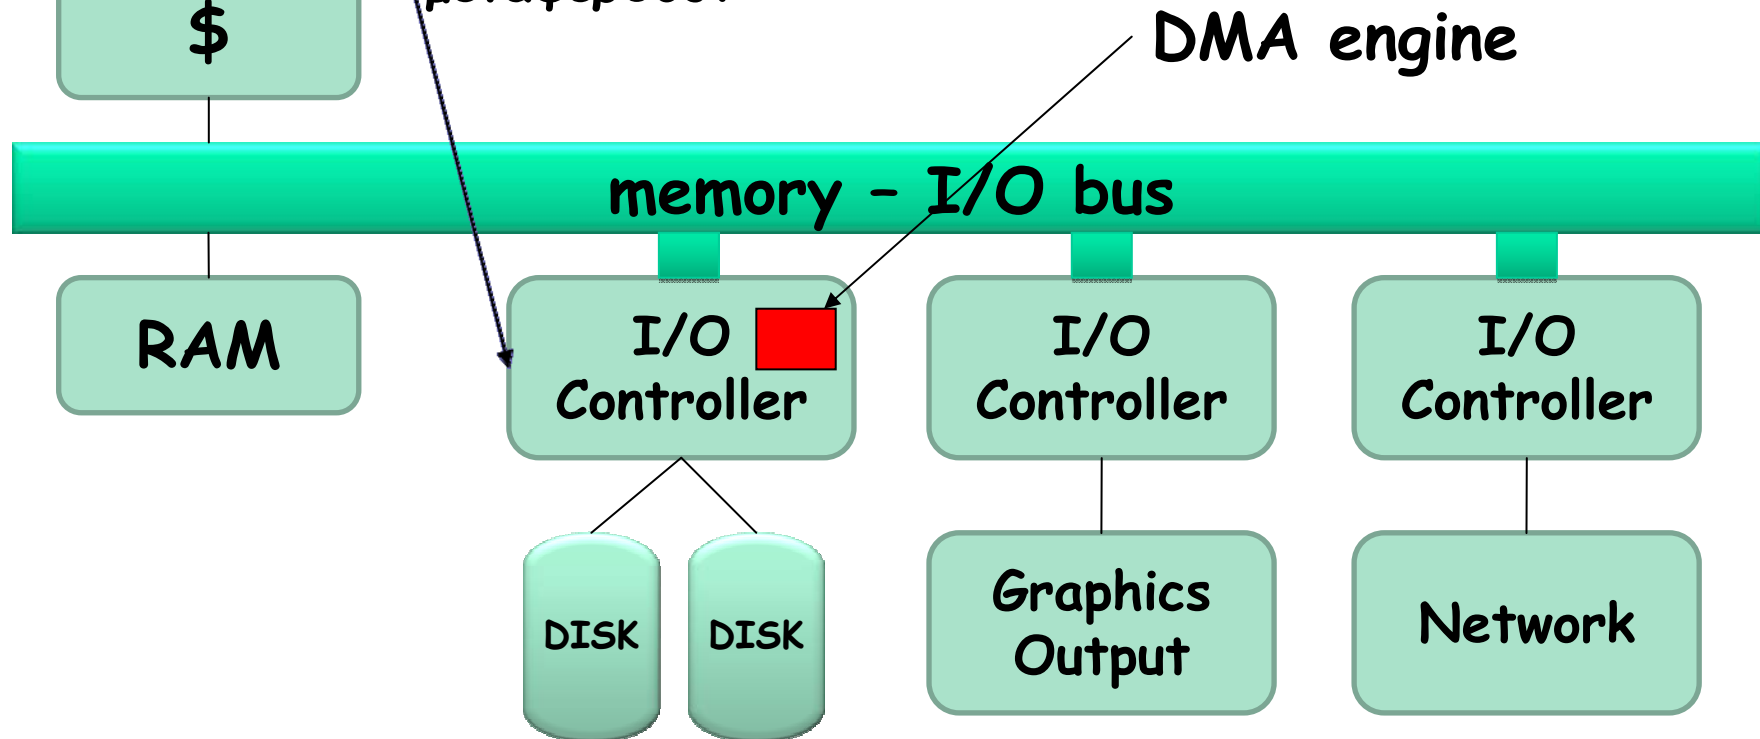 $
DMA engine
memory – I/O bus
RAM
I/O
Controller
I/O
Controller
I/O
Controller
DISK
DISK
Graphics
Output
Network